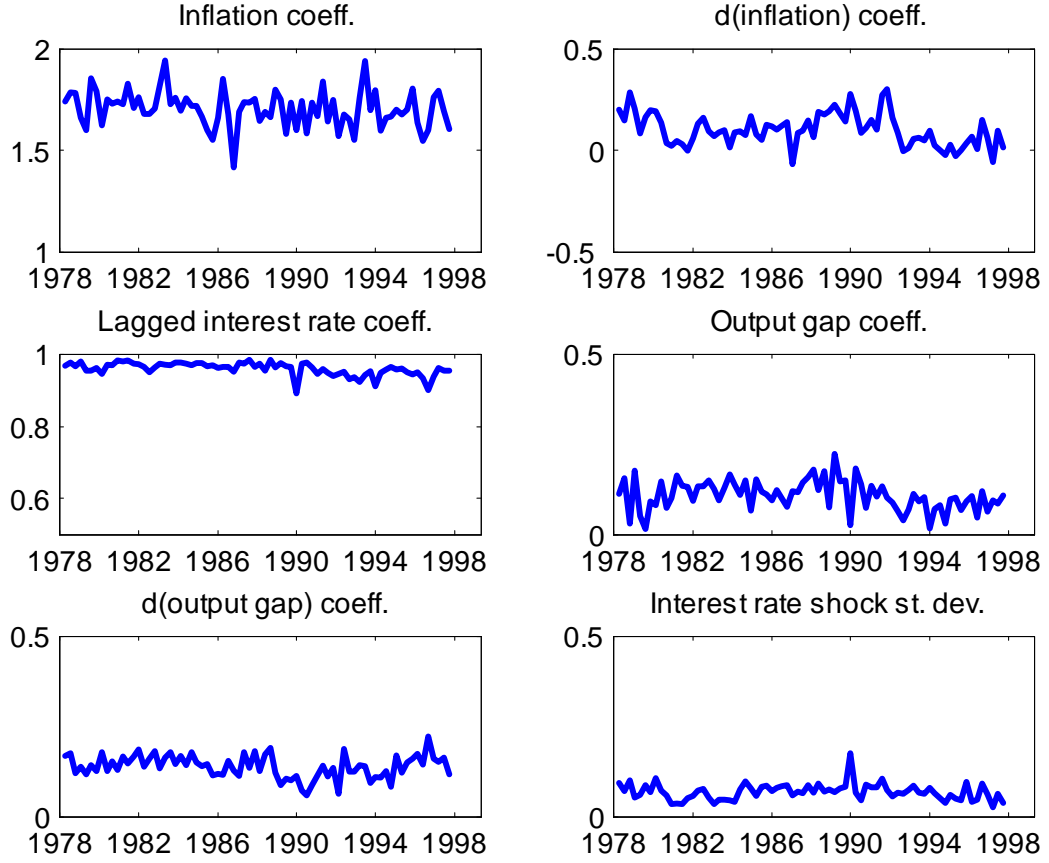 Inflation coeff.
2
1.5
1
1978 1982 1986 1990 1994 1998
d(inflation) coeff.
0.5
0
-0.5
1978 1982 1986 1990 1994 1998
Lagged interest rate coeff.
1
0.8
0.6
1978 1982 1986 1990 1994 1998
Output gap coeff.
0.5
0
1978 1982 1986 1990 1994 1998
d(output gap) coeff.
0.5
0
1978 1982 1986 1990 1994 1998
Interest rate shock st. dev.
0.5
0
1978 1982 1986 1990 1994 1998